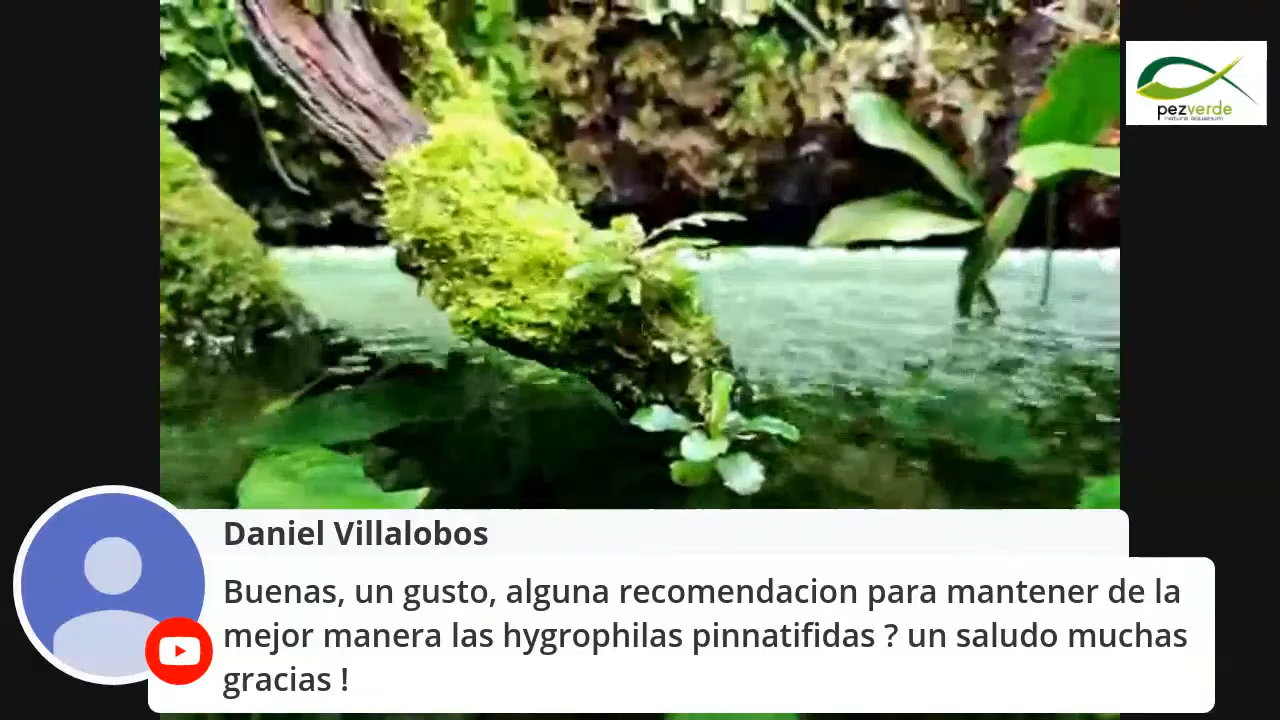 pezverde
nature aquarium
Daniel Villalobos
Buenas, un gusto, alguna recomendacion para mantener de la
mejor manera las hygrophilas pinnatifidas ? un saludo muchas
gracias !